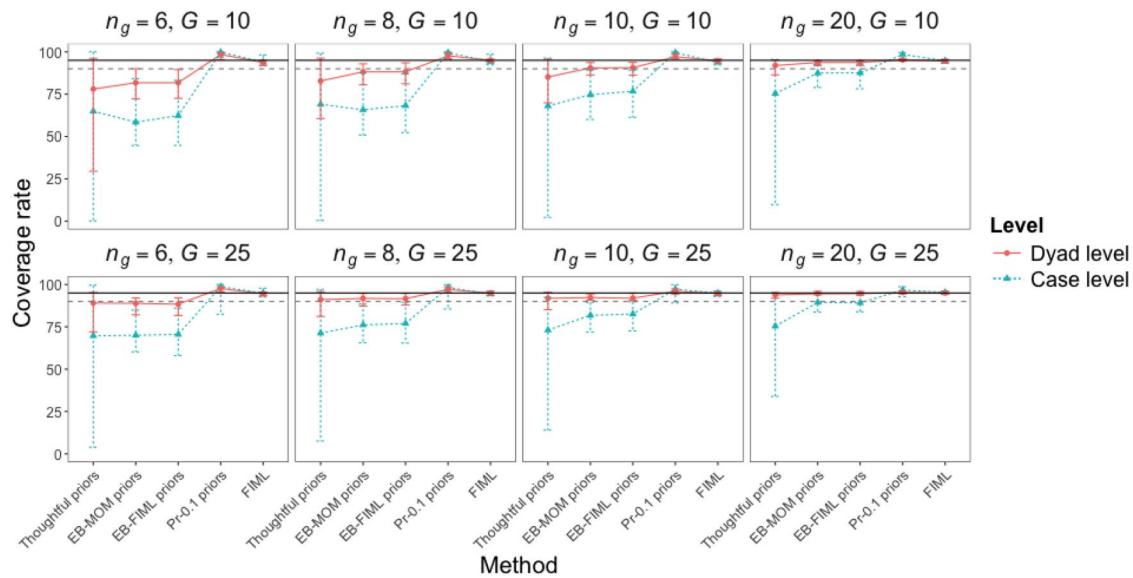 n_g = 6, G = 10
n_g = 8, G = 10
n_g = 10, G = 10
n_g = 20, G = 10
100
75
50
25
0
n_g = 6, G = 25
n_g = 8, G = 25
n_g = 10, G = 25
n_g = 20, G = 25
100
75
50
25
0
Coverage rate
Thoughtful priors
EB-MOM priors
EB-FIML priors
Pr-0.1 priors
FIML
Thoughtful priors
EB-MOM priors
EB-FIML priors
Pr-0.1 priors
FIML
Thoughtful priors
EB-MOM priors
EB-FIML priors
Pr-0.1 priors
FIML
Thoughtful priors
EB-MOM priors
EB-FIML priors
Pr-0.1 priors
FIML
Method
Level
Dyad level
Case level